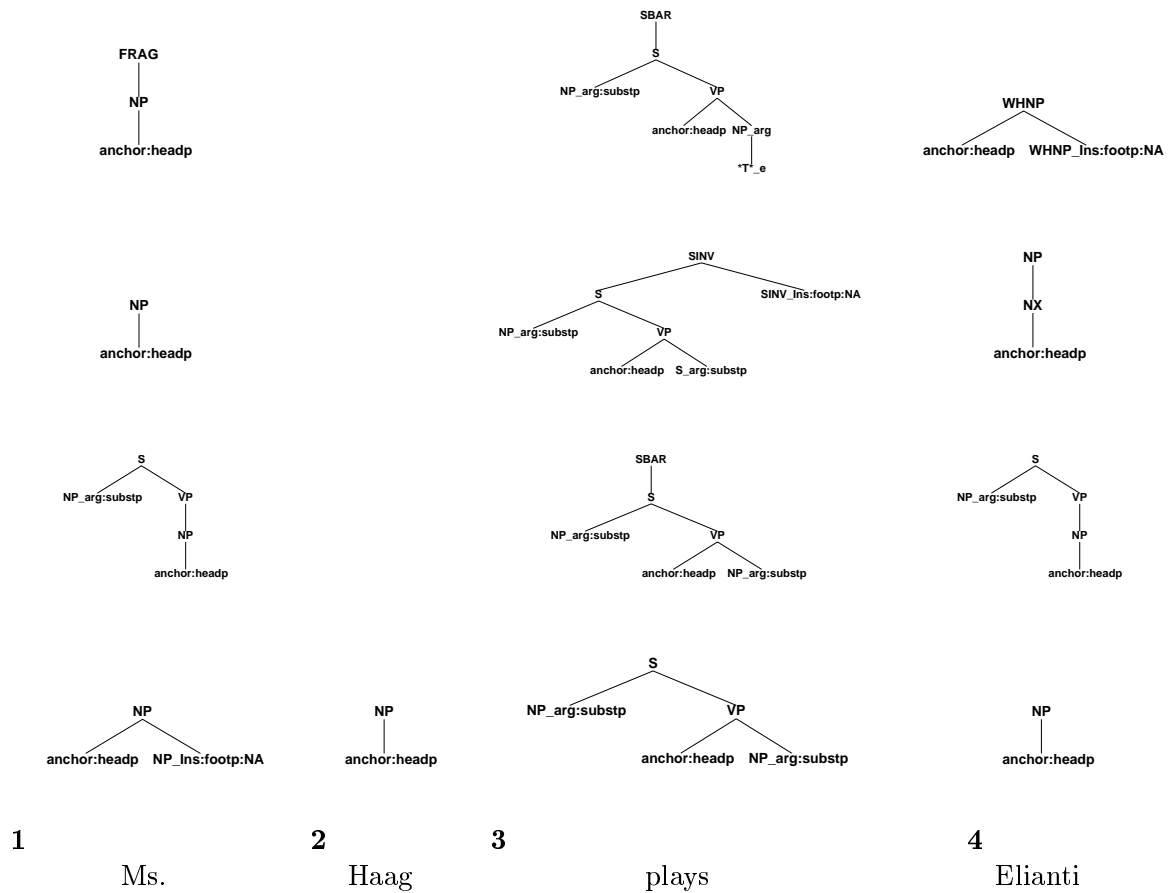 SBAR
FRAG
S
NP_arg:substp VP
NP
WHNP
anchor:headp NP_arg
anchor:headp
anchor:headp WHNP_Ins:footp:NA
*T*_e
SINV
NP
S SINV_Ins:footp:NA
NP
NX
NP_arg:substp VP
anchor:headp
anchor:headp
anchor:headp S_arg:substp
S
SBAR
S
NP_arg:substp VP
S
NP_arg:substp VP
NP
NP_arg:substp VP
NP
anchor:headp
anchor:headp NP_arg:substp
anchor:headp
S
NP
NP
NP_arg:substp VP
NP
anchor:headp NP_Ins:footp:NA
anchor:headp
anchor:headp NP_arg:substp
anchor:headp
1 2 3 4
Ms. Haag plays Elianti